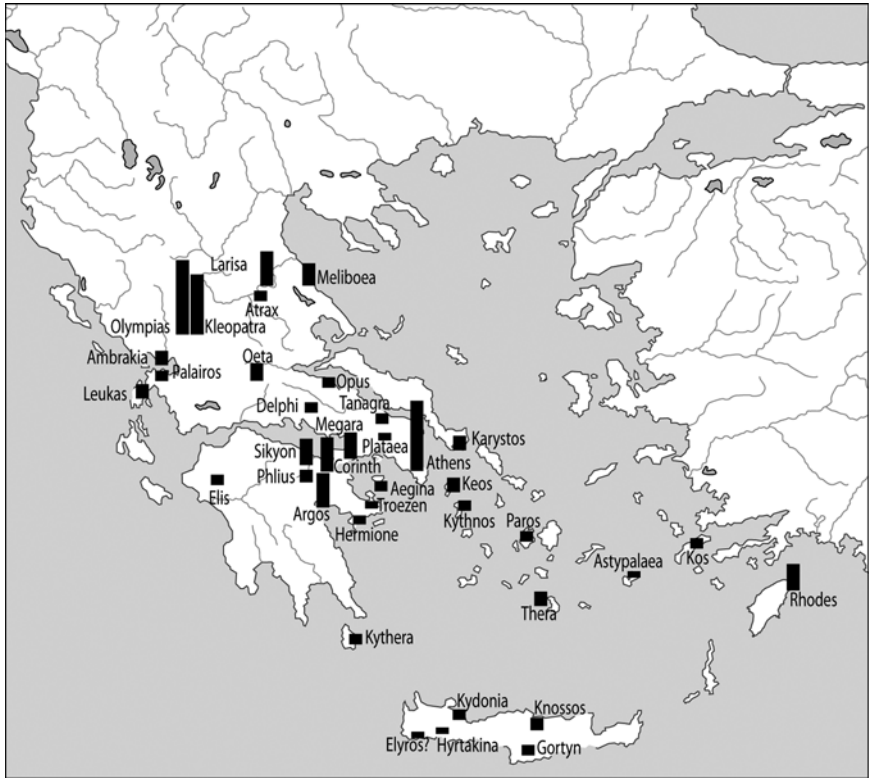 Larisa
Meliboea
Atrax
Olympias
Kleopatra
Ambrakia
Oeta
Palairos
Opus
Leukas
Delphi
Tanagra
Megara
Karystos
Sikyon
Plataea
Athens
Corinth
Phlius
Keos
Elis
Aegina
Troezen
Argos
Kythnos
Hermione
Paros
Astypalaea
Kos
Rhodes
Thera
Kythera
Kydonia
Knossos
Elyros?
Hyrtakina
Gortyn